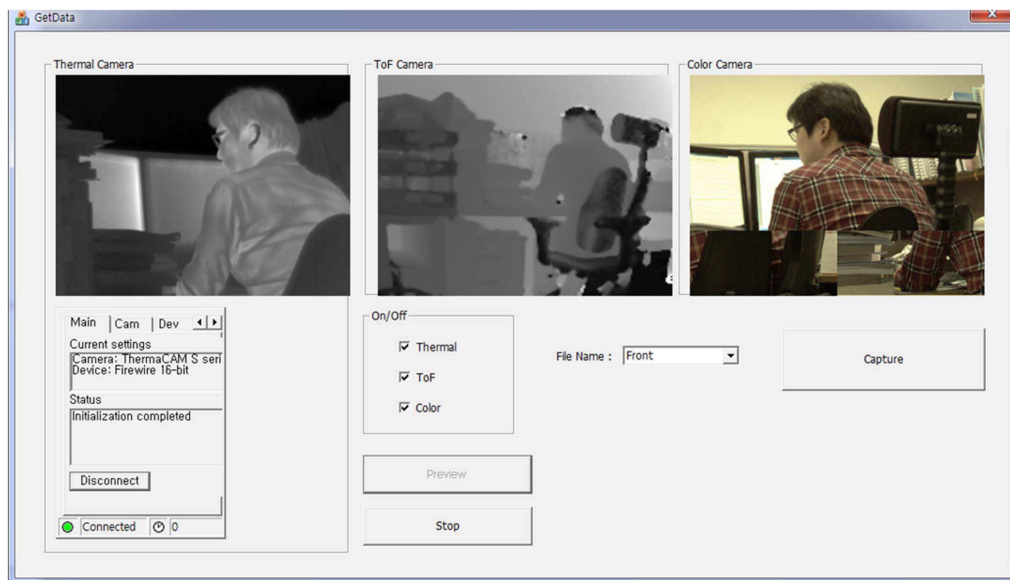 GetData
Thermal Camera
ToF Camera
Color Camera
Main Cam Dev
Current settings
Camera: ThermaCAM S seri
Device: Firewire 16-bit
Status
Initialization completed
Disconnect
Connected 0
On/Off
Thermal
ToF
Color
File Name : Front
Capture
Preview
Stop